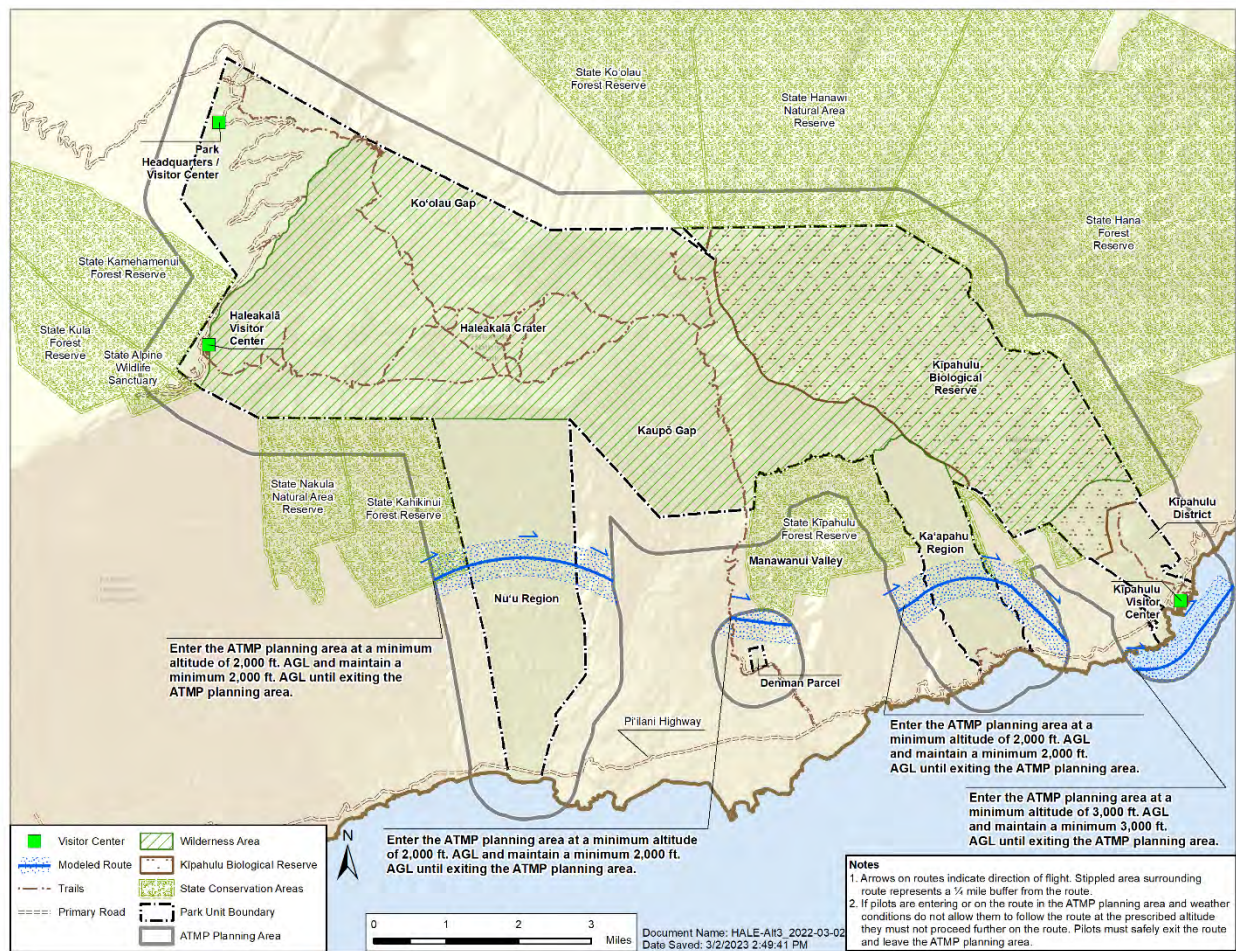 State Koʻolau
Forest Reserve
State Hanawi
Natural Area
Reserve
Park
Headquarters /
Visitor Center
Koʻolau Gap
State Hana
Forest
Reserve
State Kamehamenui
Forest Reserve
Haleakalā
Visitor
Center
Haleakalā Crater
State Kula
Forest
Reserve
State Alpine
Wildlife
Sanctuary
Kīpahulu
Biological
Reserve
Kaupō Gap
State Nakula
Natural Area
Reserve
State Kahikinui
Forest Reserve
State Kīpahulu
Forest Reserve
Manawanui Valley
Kaʻapahu
Region
Kīpahulu
District
Kīpahulu
Visitor
Center
Nuʻu Region
Denman Parcel
Piʻilani Highway
Enter the ATMP planning area at a minimum
altitude of 2,000 ft. AGL and maintain a
minimum 2,000 ft. AGL until exiting the
ATMP planning area.
Enter the ATMP planning area at a
minimum altitude of 2,000 ft. AGL
and maintain a minimum 2,000 ft.
AGL until exiting the ATMP planning area.
Enter the ATMP planning area at a
minimum altitude of 3,000 ft. AGL
and maintain a minimum 3,000 ft.
AGL until exiting the ATMP planning area.
Enter the ATMP planning area at a minimum altitude
of 2,000 ft. AGL and maintain a minimum 2,000 ft.
AGL until exiting the ATMP planning area.
Visitor Center
Wilderness Area
Modeled Route
Kīpahulu Biological Reserve
Trails
State Conservation Areas
Primary Road
Park Unit Boundary
ATMP Planning Area
N
0 1 2 3
Miles
Document Name: HALE-Alt3_2022-03-02
Date Saved: 3/2/2023 2:49:41 PM
Notes
1. Arrows on routes indicate direction of flight. Stippled area surrounding
route represents a ¼ mile buffer from the route.
2. If pilots are entering or on the route in the ATMP planning area and weather
conditions do not allow them to follow the route at the prescribed altitude
they must not proceed further on the route. Pilots must safely exit the route
and leave the ATMP planning area.